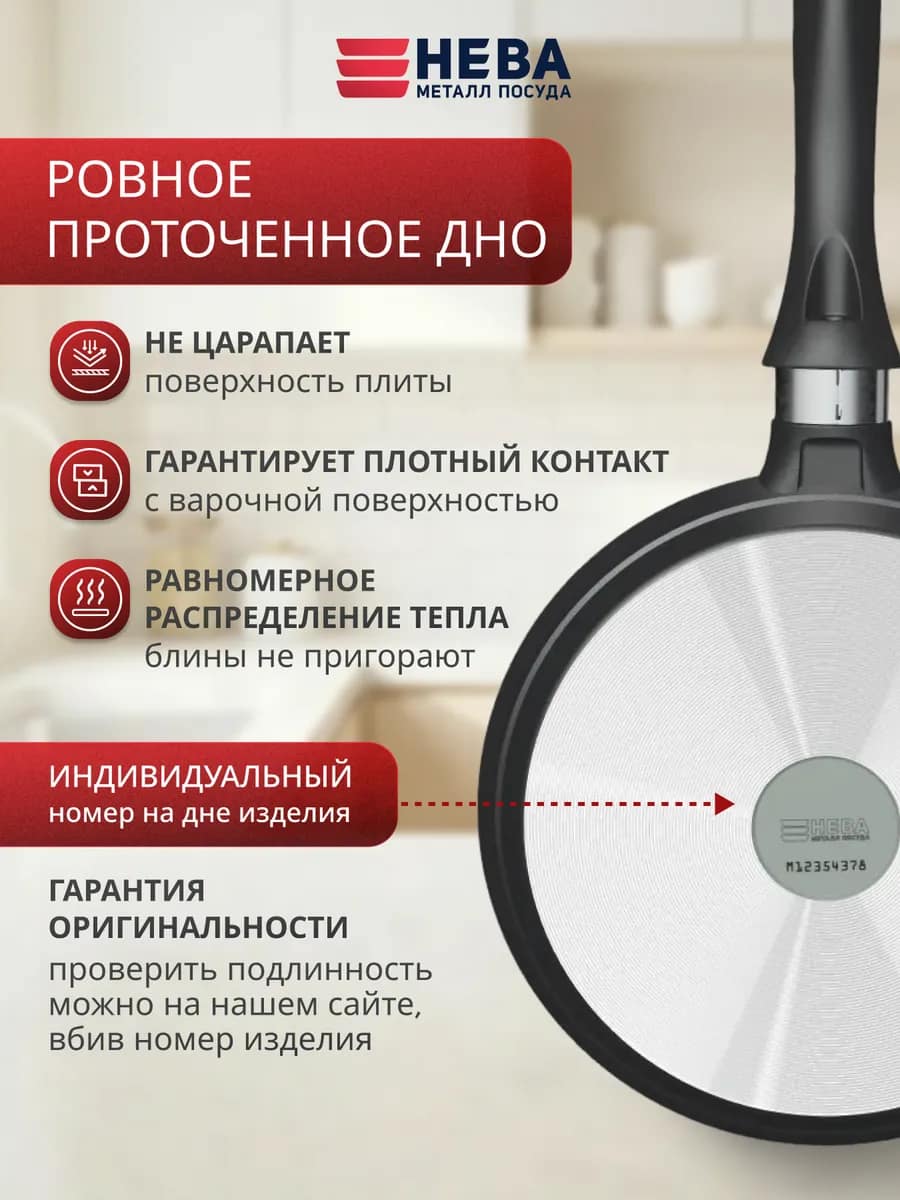 НЕВА
МЕТАЛЛ ПОСУДА
РОВНОЕ
ПРОТОЧЕННОЕ ДНО
НЕ ЦАРАПАЕТ
поверхность плиты
ГАРАНТИРУЕТ ПЛОТНЫЙ КОНТАКТ
с варочной поверхностью
РАВНОМЕРНОЕ
РАСПРЕДЕЛЕНИЕ ТЕПЛА
блины не пригорают
ИНДИВИДУАЛЬНЫЙ
номер на дне изделия
НЕВА
МЕТАЛЛ ПОСУДА
М12354378
ГАРАНТИЯ
ОРИГИНАЛЬНОСТИ
проверить подлинность
можно на нашем сайте,
вбив номер изделия